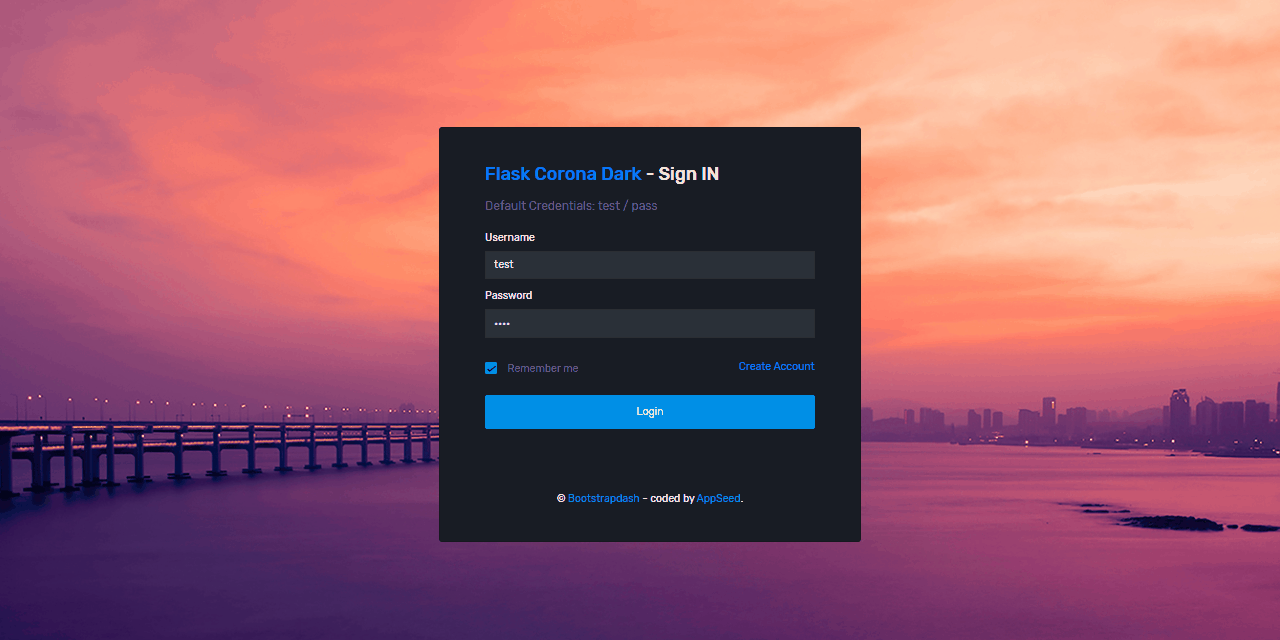 Flask Corona Dark - Sign IN
Default Credentials: test / pass
Username
test
Password
••••
Remember me
Create Account
Login
© Bootstrapdash - coded by AppSeed.